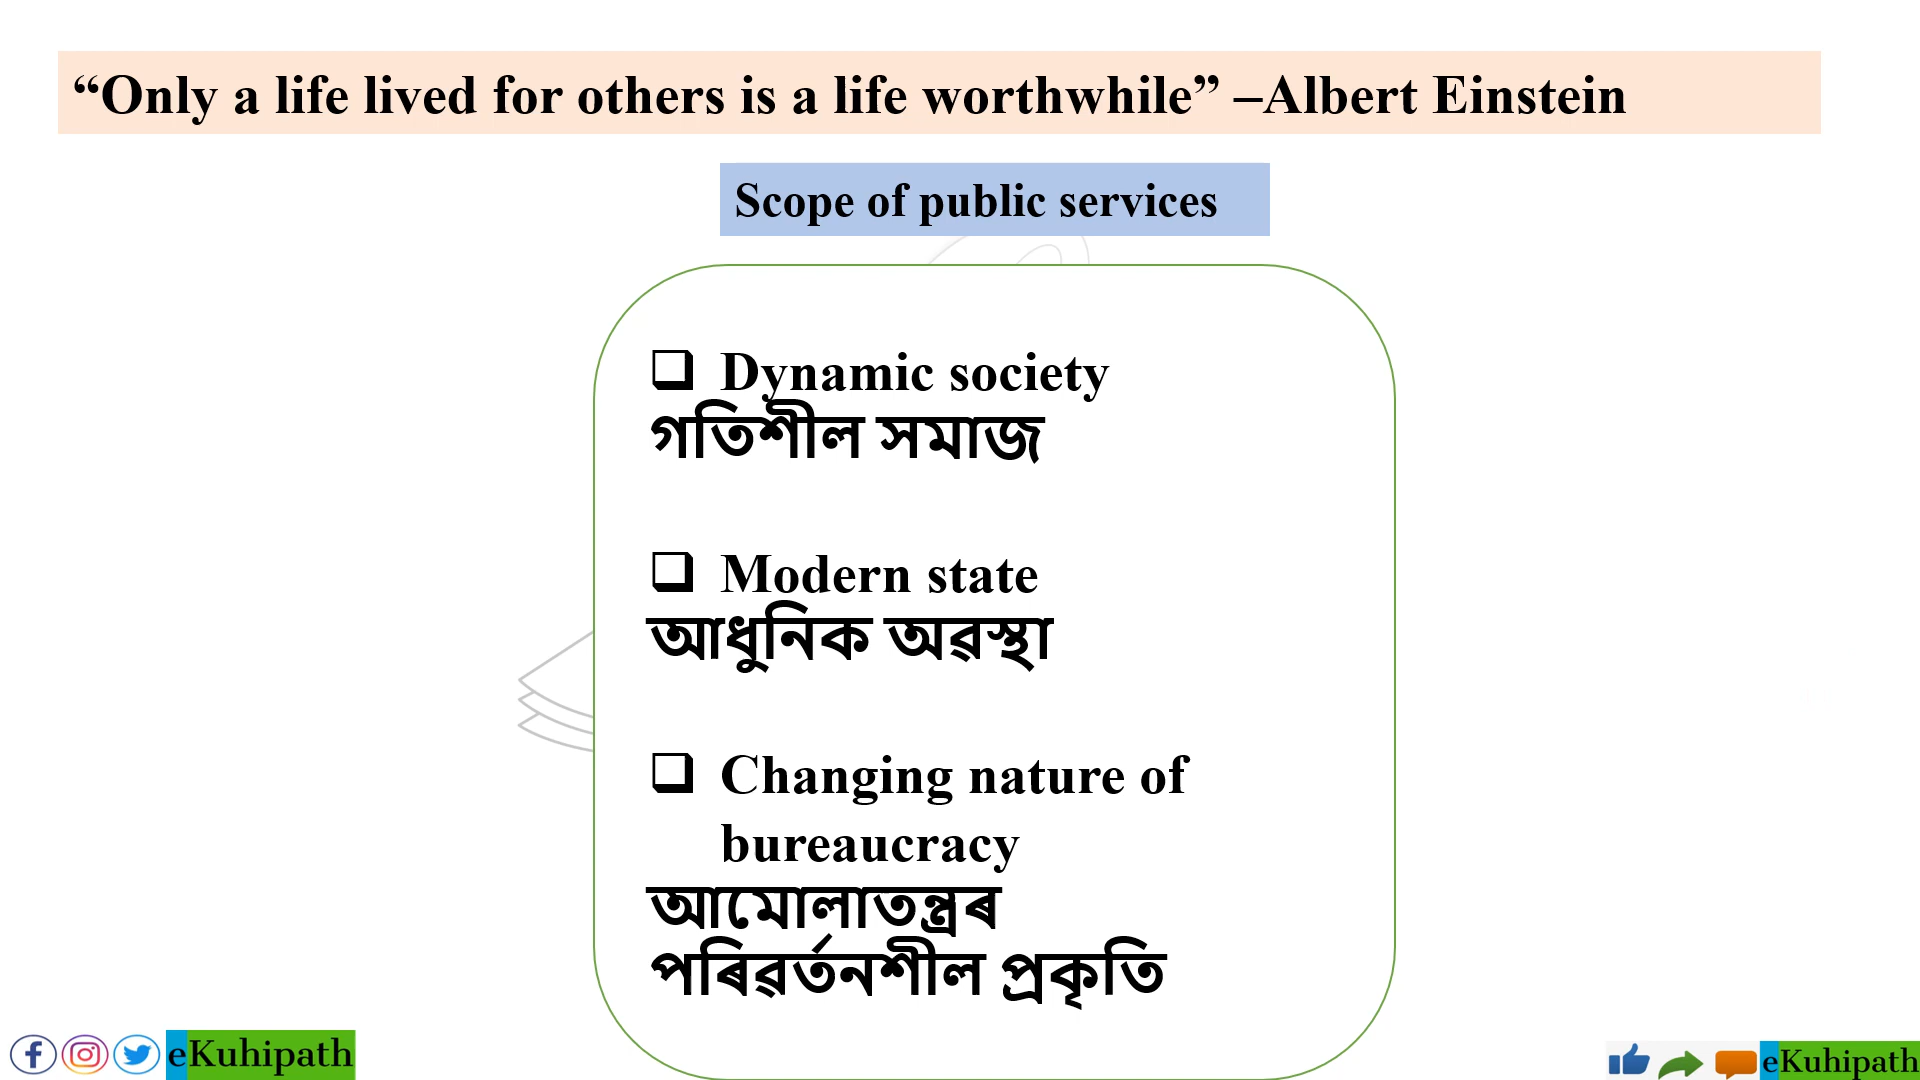 “Only a life lived for others is a life worthwhile” –Albert Einstein
Scope of public services
❑ Dynamic society
গতিশীল সমাজ
❑ Modern state
আধুনিক অৱস্থা
❑ Changing nature of
bureaucracy
আমোলাতন্ত্ৰৰ
পৰিৱৰ্তনশীল প্ৰকৃতি
eKuhipath
eKuhipath